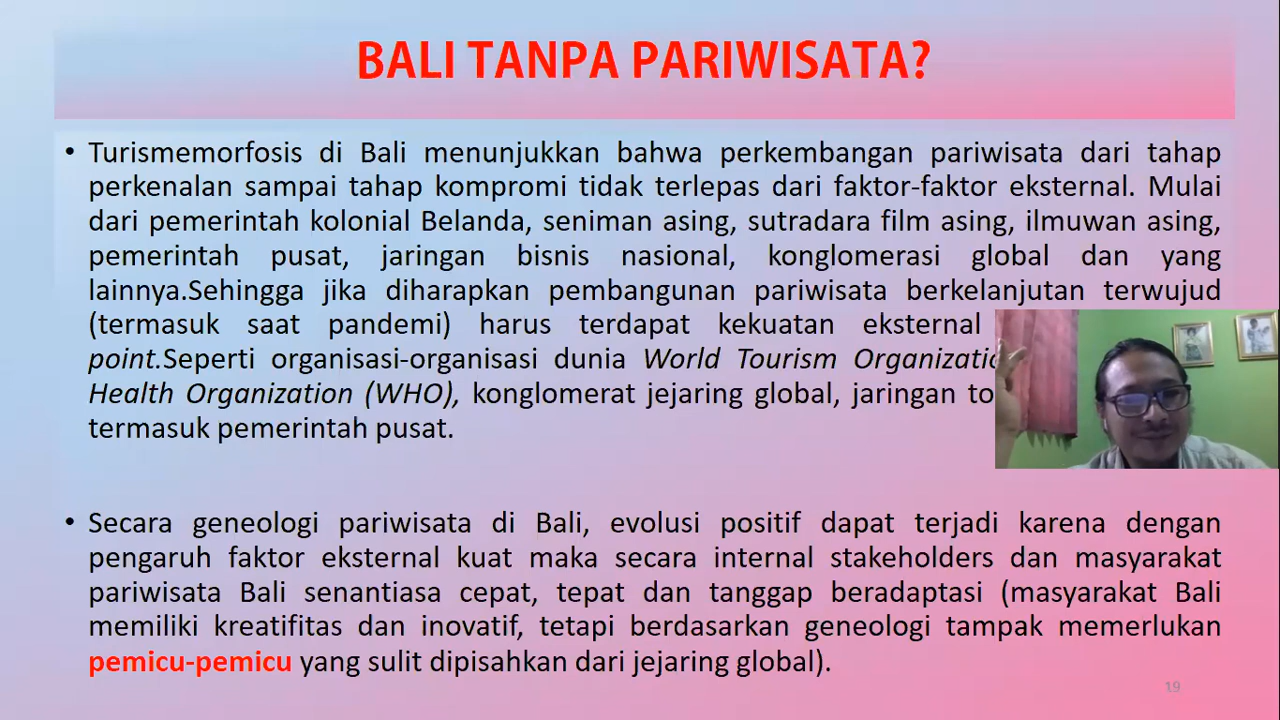 BALI TANPA PARIWISATA?
• Turismemorfosis di Bali menunjukkan bahwa perkembangan pariwisata dari tahap
perkenalan sampai tahap kompromi tidak terlepas dari faktor-faktor eksternal. Mulai
dari pemerintah kolonial Belanda, seniman asing, sutradara film asing, ilmuwan asing,
pemerintah pusat, jaringan bisnis nasional, konglomerasi global dan yang
lainnya.Sehingga jika diharapkan pembangunan pariwisata berkelanjutan terwujud
(termasuk saat pandemi) harus terdapat kekuatan eksternal
point.Seperti organisasi-organisasi dunia World Tourism
Health Organization (WHO), konglomerat jejaring global, jaringan
termasuk pemerintah pusat.
• Secara geneologi pariwisata di Bali, evolusi positif dapat terjadi karena dengan
pengaruh faktor eksternal kuat maka secara internal stakeholders dan masyarakat
pariwisata Bali senantiasa cepat, tepat dan tanggap beradaptasi (masyarakat Bali
memiliki kreatifitas dan inovatif, tetapi berdasarkan geneologi tampak memerlukan
pemicu-pemicu yang sulit dipisahkan dari jejaring global).
19